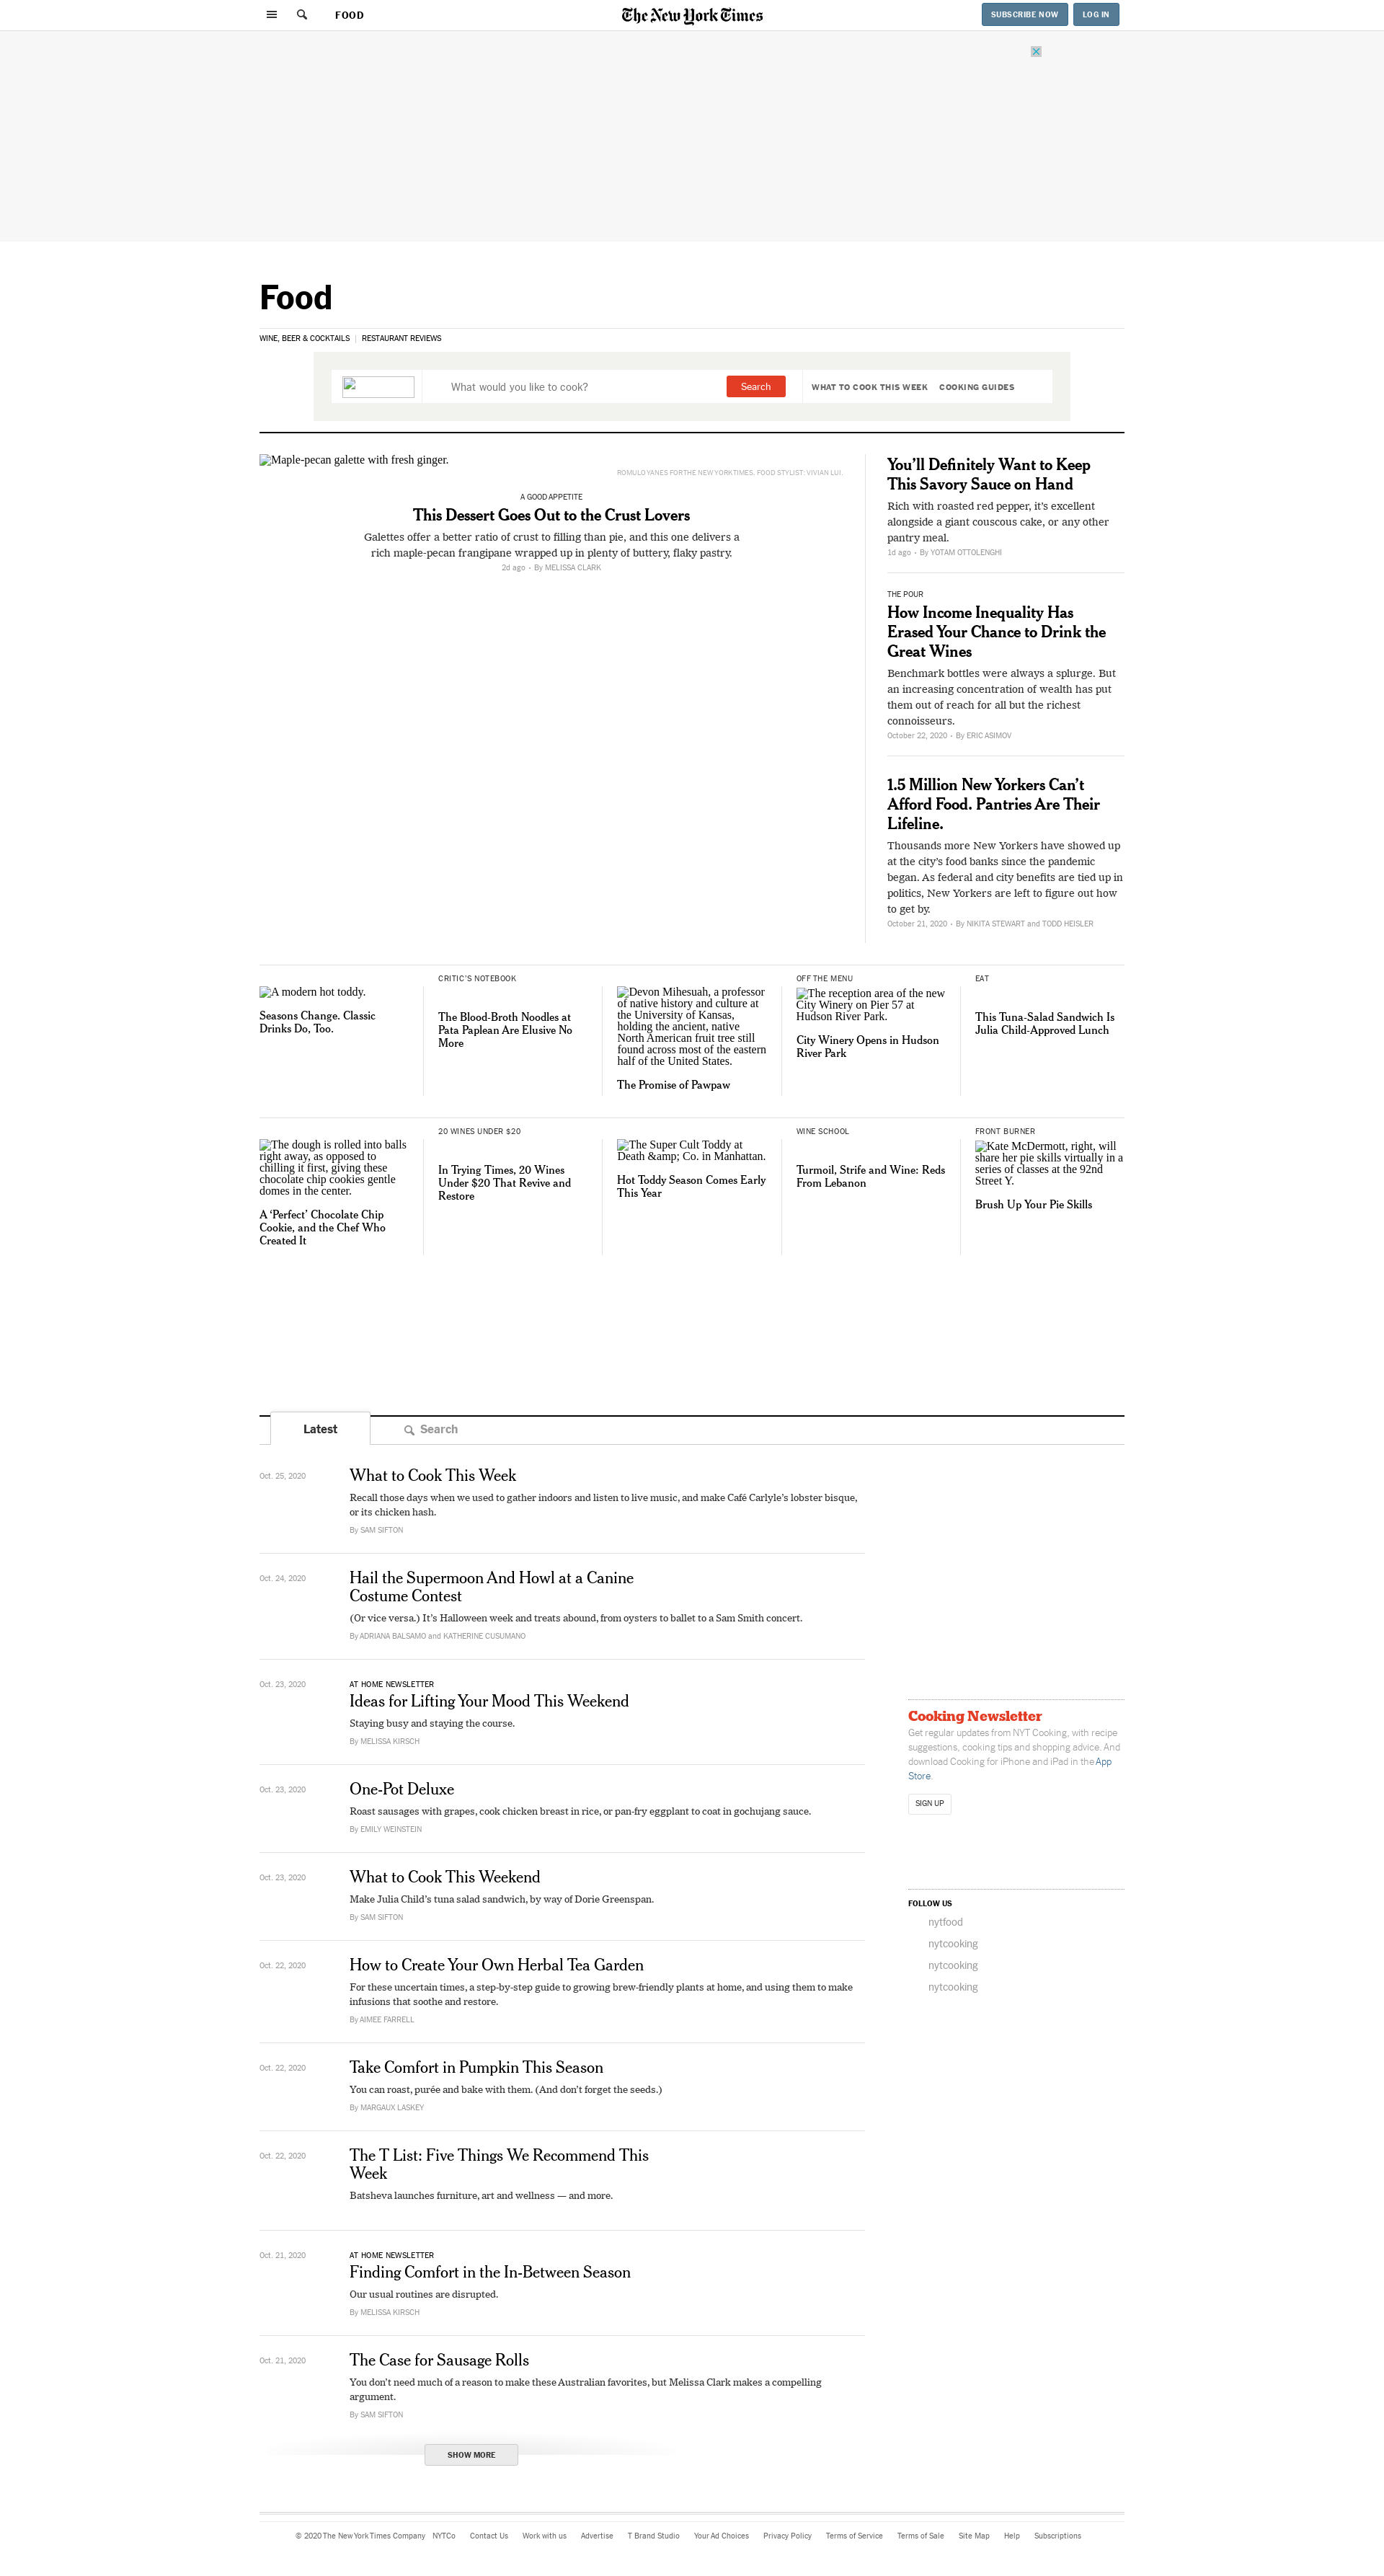 FOOD
The New York Times
SUBSCRIBE NOW
LOG IN
Food
WINE, BEER & COCKTAILS | RESTAURANT REVIEWS
What would you like to cook?
Search
WHAT TO COOK THIS WEEK
COOKING GUIDES
Maple-pecan galette with fresh ginger.
ROMULO YANES FOR THE NEW YORK TIMES. FOOD STYLIST: VIVIAN LUI.
A GOOD APPETITE
This Dessert Goes Out to the Crust Lovers
Galettes offer a better ratio of crust to filling than pie, and this one delivers a
rich maple-pecan frangipane wrapped up in plenty of buttery, flaky pastry.
2d ago • By MELISSA CLARK
You’ll Definitely Want to Keep
This Savory Sauce on Hand
Rich with roasted red pepper, it’s excellent
alongside a giant couscous cake, or any other
pantry meal.
1d ago • By YOTAM OTTOLENGHI
THE POUR
How Income Inequality Has
Erased Your Chance to Drink the
Great Wines
Benchmark bottles were always a splurge. But
an increasing concentration of wealth has put
them out of reach for all but the richest
connoisseurs.
October 22, 2020 • By ERIC ASIMOV
1.5 Million New Yorkers Can’t
Afford Food. Pantries Are Their
Lifeline.
Thousands more New Yorkers have showed up
at the city’s food banks since the pandemic
began. As federal and city benefits are tied up in
politics, New Yorkers are left to figure out how
to get by.
October 21, 2020 • By NIKITA STEWART and TODD HEISLER
A modern hot toddy.
Seasons Change. Classic
Drinks Do, Too.
CRITIC’S NOTEBOOK
The Blood-Broth Noodles at
Pata Paplean Are Elusive No
More
Devon Mihesuah, a professor
of native history and culture at
the University of Kansas,
holding the ancient, native
North American fruit tree still
found across most of the eastern
half of the United States.
The Promise of Pawpaw
OFF THE MENU
The reception area of the new
City Winery on Pier 57 at
Hudson River Park.
City Winery Opens in Hudson
River Park
EAT
This Tuna-Salad Sandwich Is
Julia Child-Approved Lunch
The dough is rolled into balls
right away, as opposed to
chilling it first, giving these
chocolate chip cookies gentle
domes in the center.
A ‘Perfect’ Chocolate Chip
Cookie, and the Chef Who
Created It
20 WINES UNDER $20
In Trying Times, 20 Wines
Under $20 That Revive and
Restore
The Super Cult Toddy at
Death &amp; Co. in Manhattan.
Hot Toddy Season Comes Early
This Year
WINE SCHOOL
Turmoil, Strife and Wine: Reds
From Lebanon
FRONT BURNER
Kate McDermott, right, will
share her pie skills virtually in a
series of classes at the 92nd
Street Y.
Brush Up Your Pie Skills
Latest
Search
Oct. 25, 2020
What to Cook This Week
Recall those days when we used to gather indoors and listen to live music, and make Café Carlyle’s lobster bisque,
or its chicken hash.
By SAM SIFTON
Oct. 24, 2020
Hail the Supermoon And Howl at a Canine
Costume Contest
(Or vice versa.) It’s Halloween week and treats abound, from oysters to ballet to a Sam Smith concert.
By ADRIANA BALSAMO and KATHERINE CUSUMANO
Oct. 23, 2020
AT HOME NEWSLETTER
Ideas for Lifting Your Mood This Weekend
Staying busy and staying the course.
By MELISSA KIRSCH
Oct. 23, 2020
One-Pot Deluxe
Roast sausages with grapes, cook chicken breast in rice, or pan-fry eggplant to coat in gochujang sauce.
By EMILY WEINSTEIN
Oct. 23, 2020
What to Cook This Weekend
Make Julia Child’s tuna salad sandwich, by way of Dorie Greenspan.
By SAM SIFTON
Oct. 22, 2020
How to Create Your Own Herbal Tea Garden
For these uncertain times, a step-by-step guide to growing brew-friendly plants at home, and using them to make
infusions that soothe and restore.
By AIMEE FARRELL
Oct. 22, 2020
Take Comfort in Pumpkin This Season
You can roast, purée and bake with them. (And don’t forget the seeds.)
By MARGAUX LASKEY
Oct. 22, 2020
The T List: Five Things We Recommend This
Week
Batsheva launches furniture, art and wellness — and more.
Oct. 21, 2020
AT HOME NEWSLETTER
Finding Comfort in the In-Between Season
Our usual routines are disrupted.
By MELISSA KIRSCH
Oct. 21, 2020
The Case for Sausage Rolls
You don’t need much of a reason to make these Australian favorites, but Melissa Clark makes a compelling
argument.
By SAM SIFTON
SHOW MORE
Cooking Newsletter
Get regular updates from NYT Cooking, with recipe
suggestions, cooking tips and shopping advice. And
download Cooking for iPhone and iPad in the App
Store.
SIGN UP
FOLLOW US
nytfood
nytcooking
nytcooking
nytcooking
© 2020 The New York Times Company NYTCo Contact Us Work with us Advertise T Brand Studio Your Ad Choices Privacy Policy Terms of Service Terms of Sale Site Map Help Subscriptions